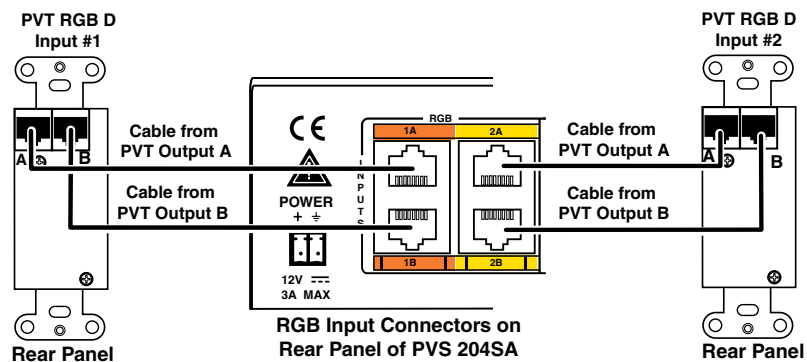 PVT RGB D
Input #1
A
B
Rear Panel
Cable from
PVT Output A
Cable from
PVT Output B
CE
POWER
+
12V
3A MAX
RGB
1A
2A
INPUTS
1B
2B
RGB Input Connectors on
Rear Panel of PVS 204SA
Cable from
PVT Output A
Cable from
PVT Output B
PVT RGB D
Input #2
A
B
Rear Panel